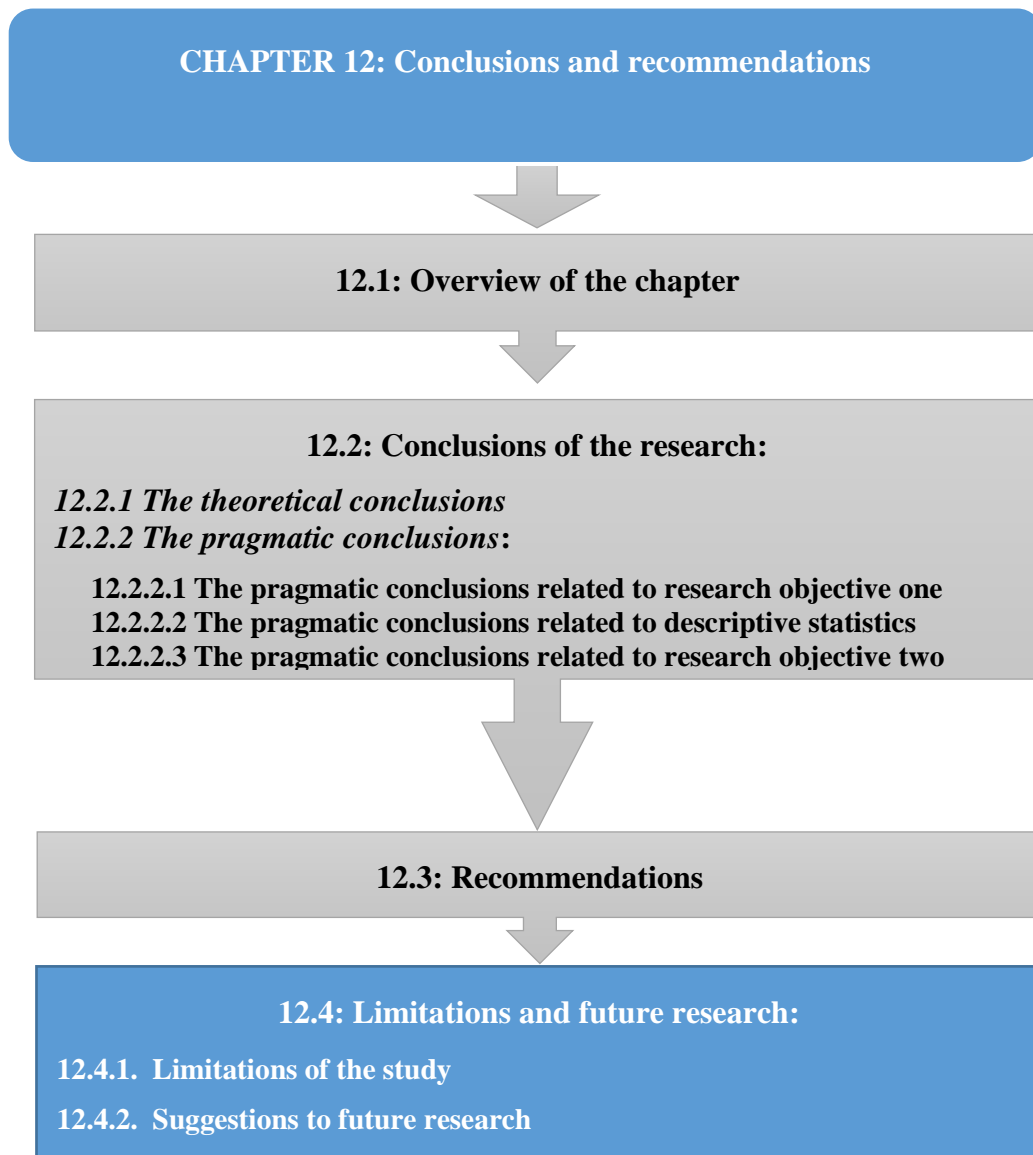 CHAPTER 12: Conclusions and recommendations
12.1: Overview of the chapter
12.2: Conclusions of the research:
12.2.1 The theoretical conclusions
12.2.2 The pragmatic conclusions:
12.2.2.1 The pragmatic conclusions related to research objective one
12.2.2.2 The pragmatic conclusions related to descriptive statistics
12.2.2.3 The pragmatic conclusions related to research objective two
12.3: Recommendations
12.4: Limitations and future research:
12.4.1. Limitations of the study
12.4.2. Suggestions to future research